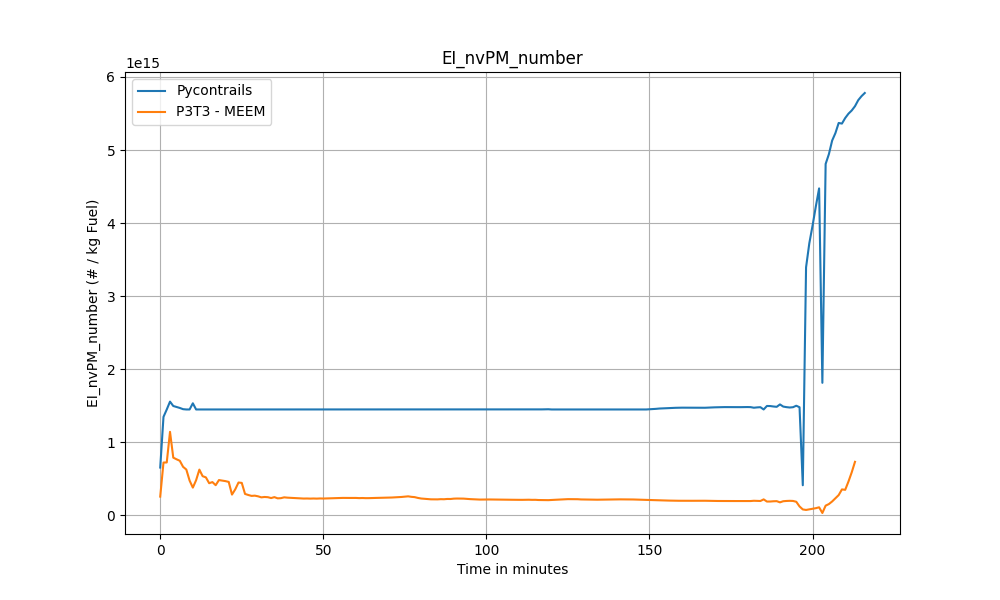 EI_nvPM_number
1e15
Pycontrails
P3T3 - MEEM
6
5
4
3
2
1
0
EI_nvPM_number (# / kg Fuel)
0 50 100 150 200
Time in minutes